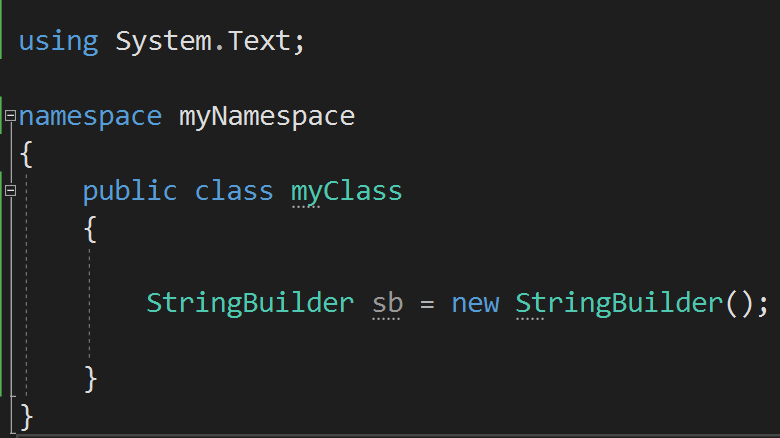 using System.Text;
namespace myNamespace
{
public class myClass
{
StringBuilder sb = new StringBuilder();
}
}